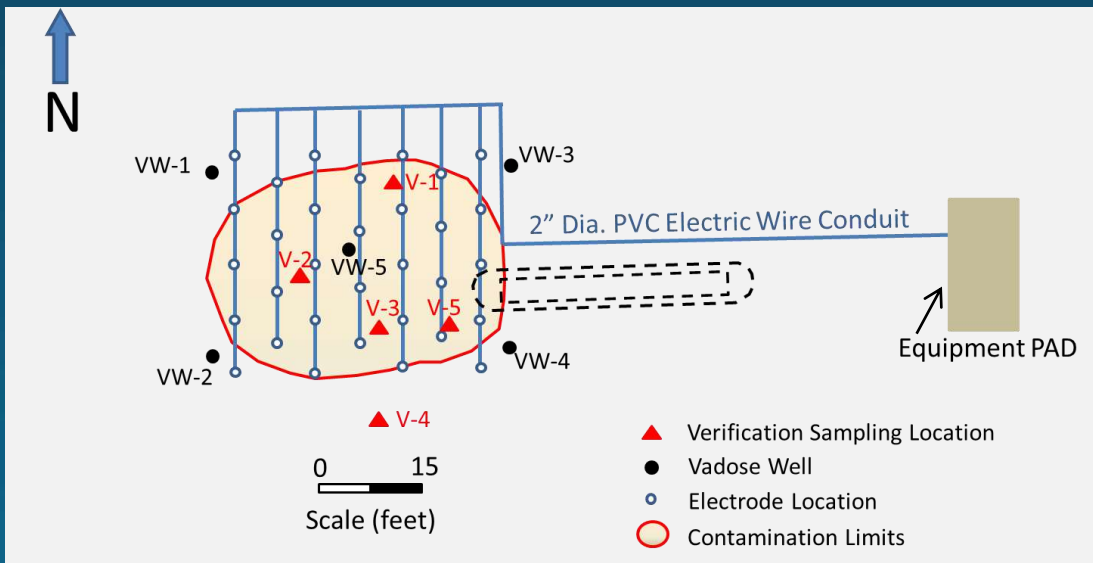 N
VW-1
VW-3
V-1
2” Dia. PVC Electric Wire Conduit
V-2
VW-5
V-3
V-5
VW-2
VW-4
Equipment PAD
V-4
0 15
Scale (feet)
Verification Sampling Location
Vadose Well
Electrode Location
Contamination Limits